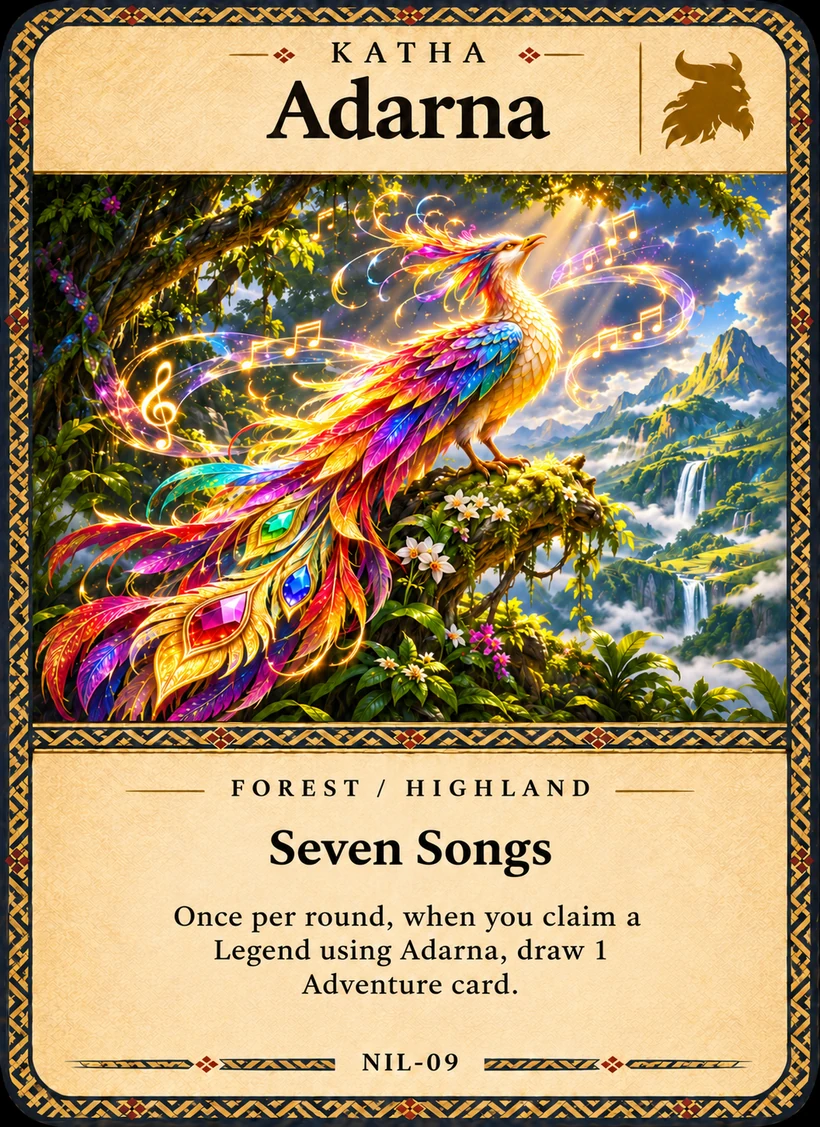 KATHA
Adarna
FOREST / HIGHLAND
Seven Songs
Once per round, when you claim a
Legend using Adarna, draw 1
Adventure card.
NIL-09